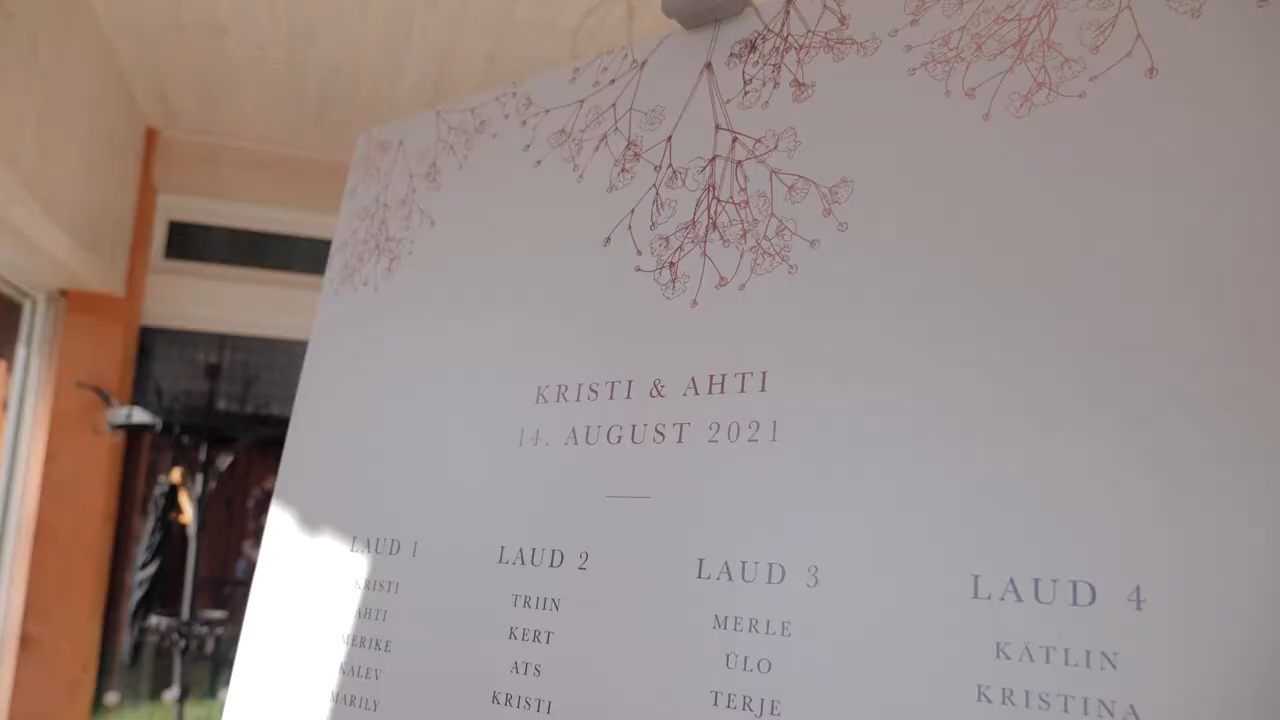 KRISTI & AHTI
14. AUGUST 2021
LAUD 1
KRISTI
AHTI
MERIKE
KALEV
MARILY
LAUD 2
TRIIN
KERT
ATS
KRISTI
LAUD 3
MERLE
ÜLO
TERJE
LAUD 4
KÄTLIN
KRISTINA